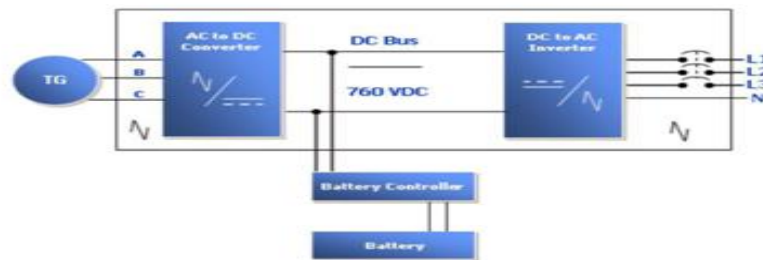 AC to DC
Converter
DC Bus
DC to AC
Inverter
A
B
C
TG
760 VDC
L1
L2
L3
N
Battery Controller
Battery